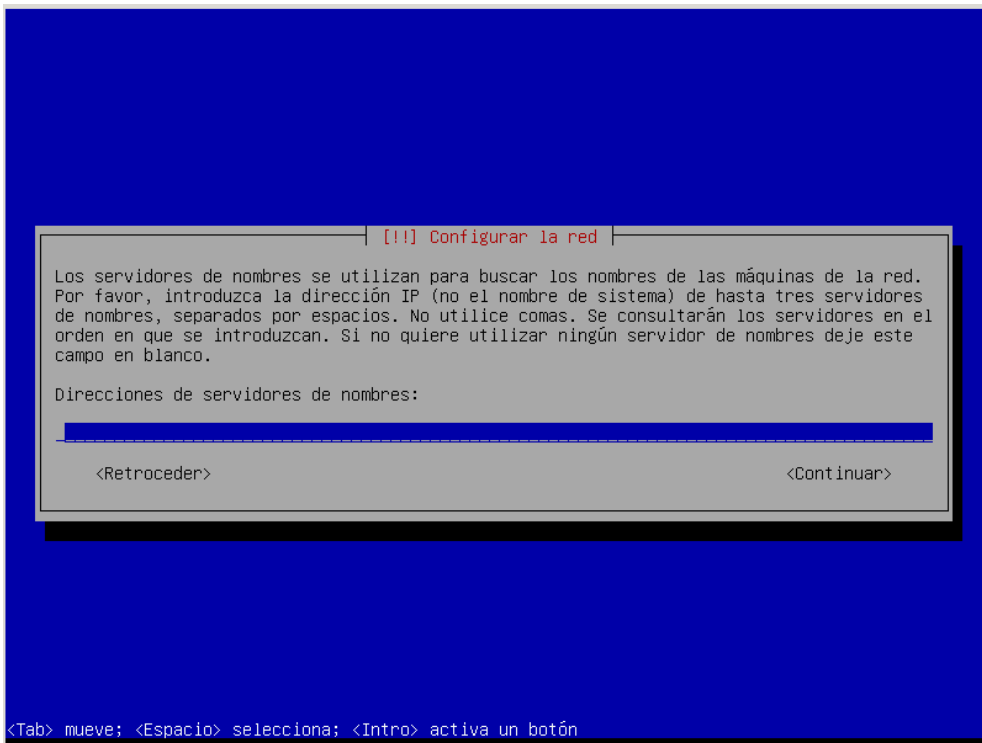 [!!] Configurar la red
Los servidores de nombres se utilizan para buscar los nombres de las máquinas de la red.
Por favor, introduzca la dirección IP (no el nombre de sistema) de hasta tres servidores
de nombres, separados por espacios. No utilice comas. Se consultarán los servidores en el
orden en que se introduzcan. Si no quiere utilizar ningún servidor de nombres deje este
campo en blanco.
Direcciones de servidores de nombres:
<Retroceder> <Continuar>
<Tab> mueve; <Espacio> selecciona; <Intro> activa un botón